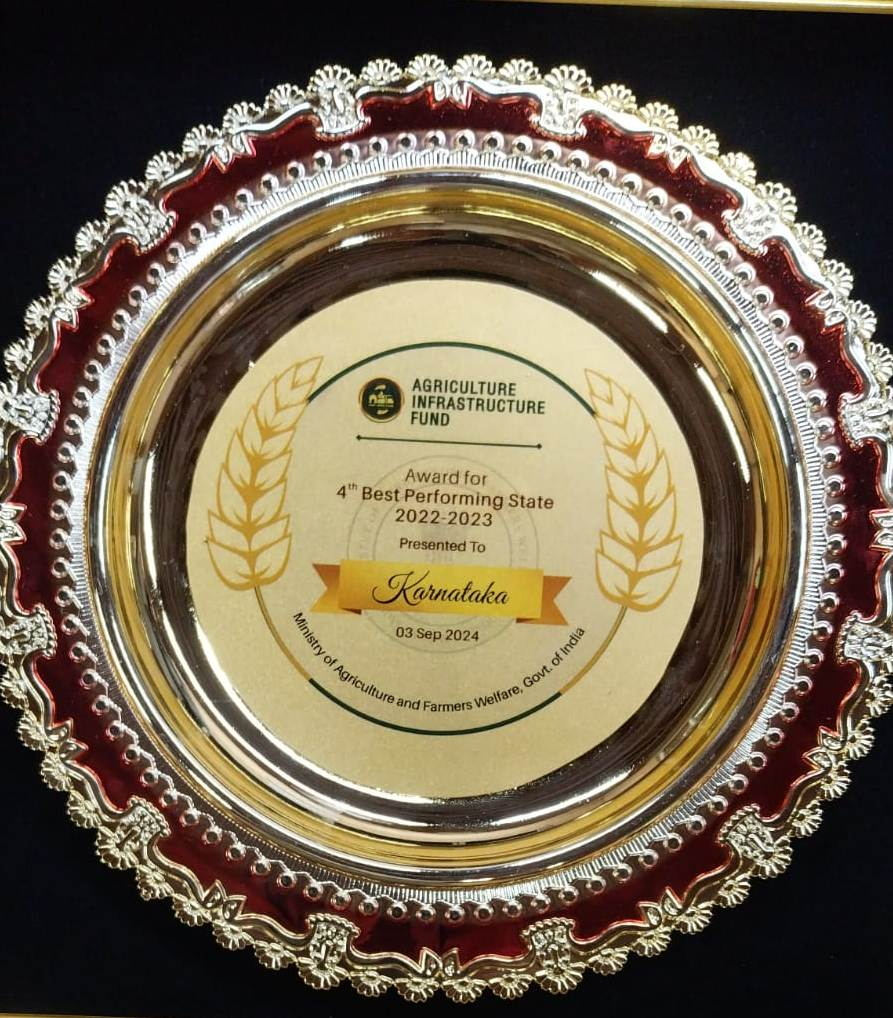 AGRICULTURE
INFRASTRUCTURE
FUND
Award for
4th Best Performing State
2022-2023
Presented To
Karnataka
03 Sep 2024
Ministry of Agriculture and Farmers Welfare, Govt. of India